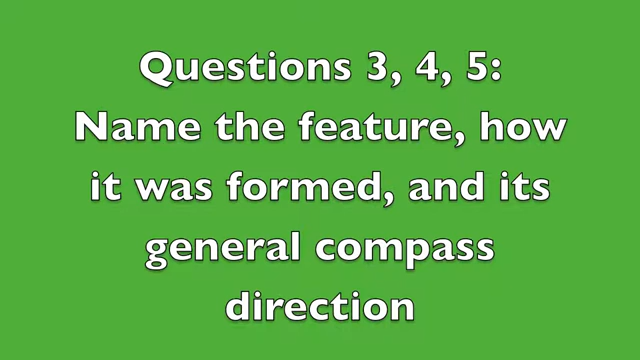 Questions 3, 4, 5:
Name the feature, how
it was formed, and its
general compass
direction